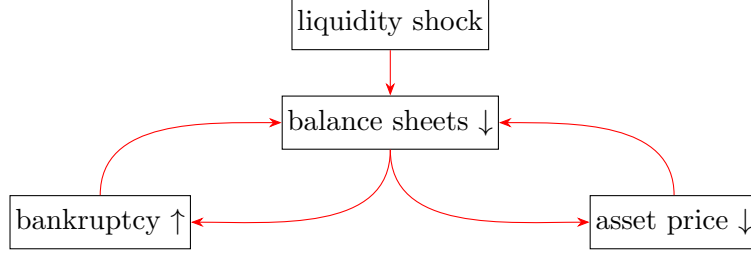 liquidity shock
balance sheets ↓
bankruptcy ↑
asset price ↓